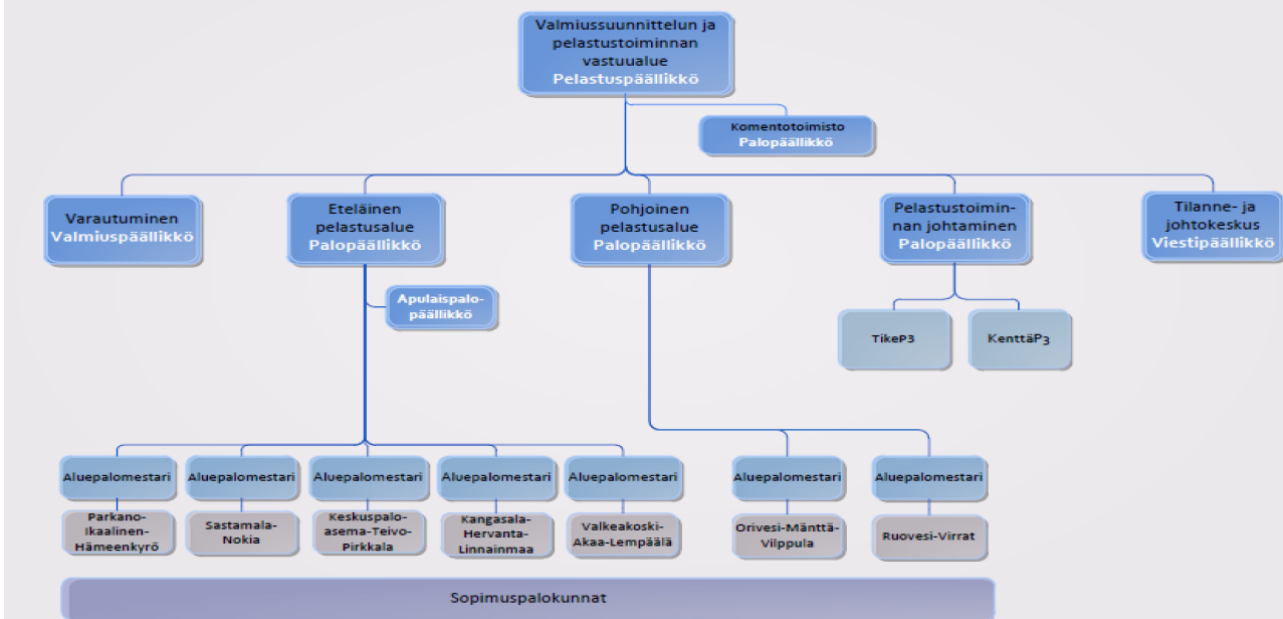 Valmiussuunnittelun ja
pelastustoiminnan
vastuualue
Pelastuspäällikkö
Komentotoimisto
Palopäällikkö
Varautuminen
Valmiuspäällikkö
Eteläinen
pelastusalue
Palopäällikkö
Pohjoinen
pelastusalue
Palopäällikkö
Pelastustoimin-
nan johtaminen
Palopäällikkö
Tilanne- ja
johtokeskus
Viestipäällikkö
Apulaispalo-
päällikkö
TikeP3
KenttäP3
Aluepalomestari
Aluepalomestari
Aluepalomestari
Aluepalomestari
Aluepalomestari
Aluepalomestari
Aluepalomestari
Parkano-
Ikaalinen-
Hämeenkyrö
Sastamala-
Nokia
Keskuspalo-
asema-Teivo-
Pirkkala
Kangasala-
Hervanta-
Linnainmaa
Valkeakoski-
Akaa-Lempäälä
Orivesi-Mänttä-
Vilppula
Ruovesi-Virrat
Sopimuspalokunnat